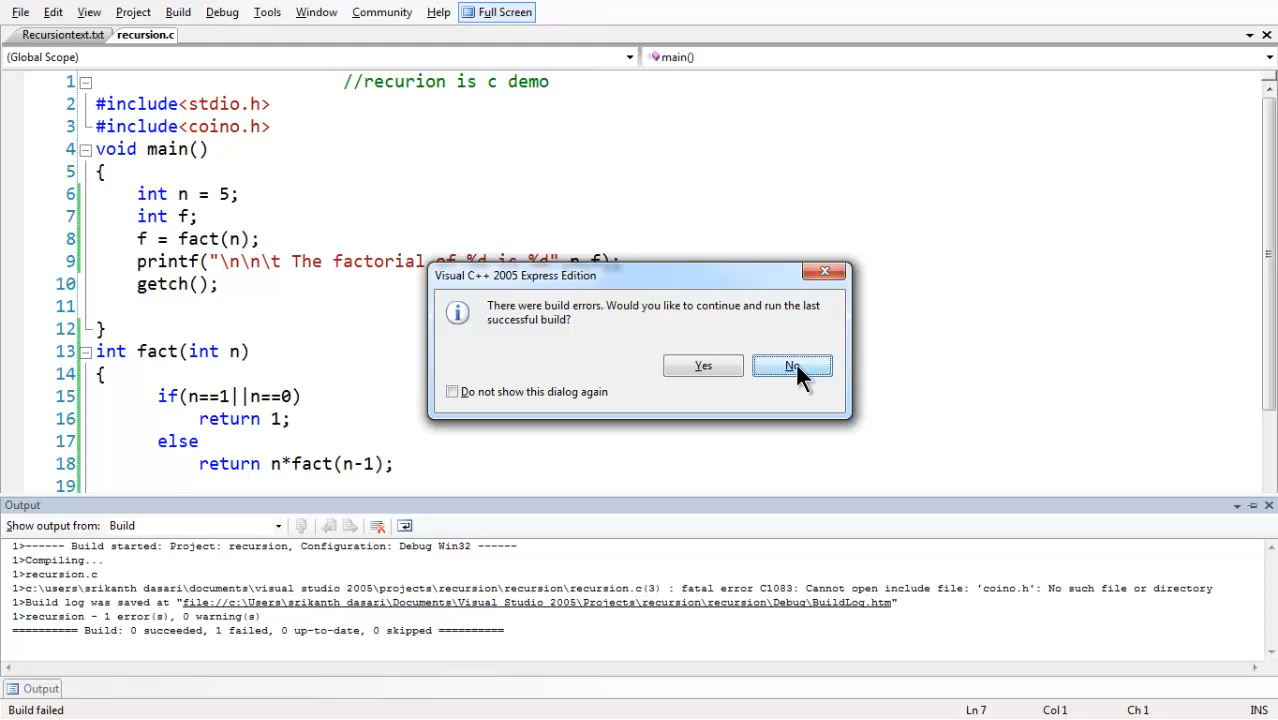 File Edit View Project Build Debug Tools Window Community Help Full Screen
Recursiontext.txt recursion.c
(Global Scope) main()
1 //recurion is c demo
2 #include<stdio.h>
3 #include<coino.h>
4 void main()
5 {
6 int n = 5;
7 int f;
8 f = fact(n);
9 printf("\n\n\t The factorial of %d is %d",n,f);
10 getch();
11
12 }
13 int fact(int n)
14 {
15 if(n==1||n==0)
16 return 1;
17 else
18 return n*fact(n-1);
19
Visual C++ 2005 Express Edition
There were build errors. Would you like to continue and run the last
successful build?
Yes No
Do not show this dialog again
Output
Show output from: Build
1>------ Build started: Project: recursion, Configuration: Debug Win32 ------
1>Compiling...
1>recursion.c
1>c:\users\srikanth dasari\documents\visual studio 2005\projects\recursion\recursion\recursion.c(3) : fatal error C1083: Cannot open include file: 'coino.h': No such file or directory
1>Build log was saved at "file://c:\Users\srikanth dasari\Documents\Visual Studio 2005\Projects\recursion\recursion\Debug\BuildLog.htm"
1>recursion - 1 error(s), 0 warning(s)
========== Build: 0 succeeded, 1 failed, 0 up-to-date, 0 skipped ==========
Output
Build failed Ln 7 Col 1 Ch 1 INS